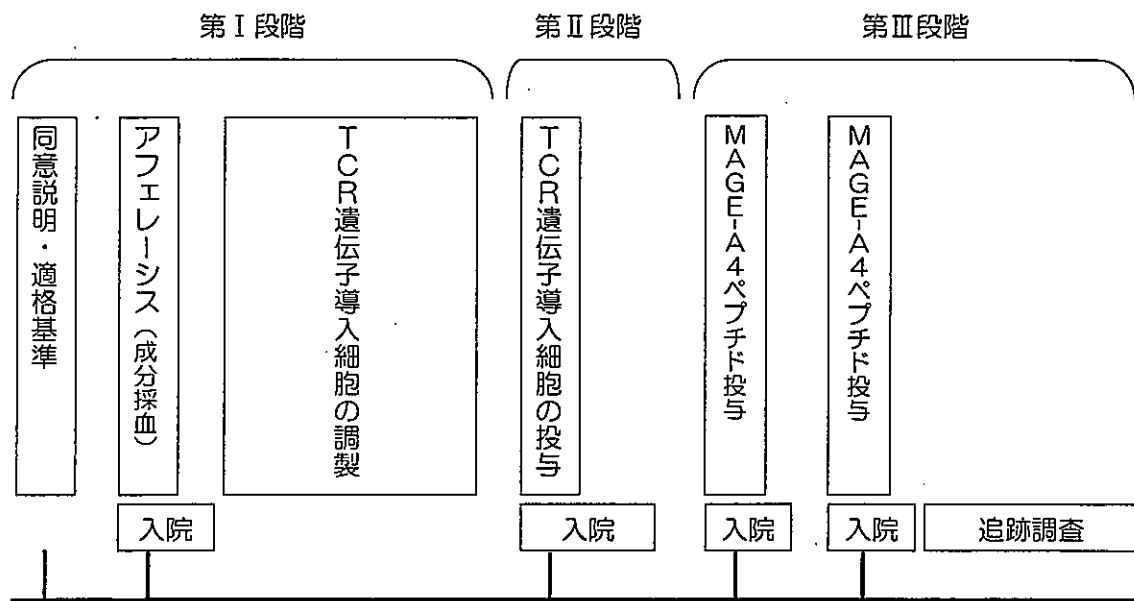 第Ⅰ段階
第Ⅱ段階
第Ⅲ段階
同意説明・適格基準
アフェレーシス（成分採血）
TCR遺伝子導入細胞の調製
TCR遺伝子導入細胞の投与
MAGE-A4ペプチド投与
MAGE-A4ペプチド投与
入院
入院
入院
入院
追跡調査